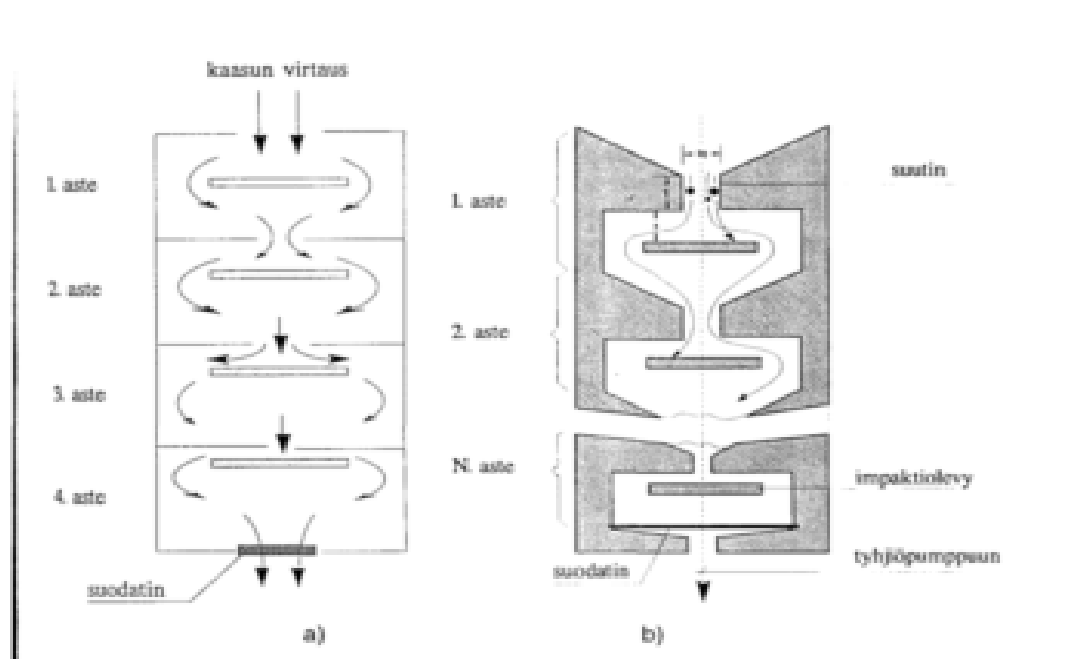 kaasun virtaus
1. aste
2. aste
3. aste
4. aste
suodatin
a)
1. aste
2. aste
N. aste
suutin
impaktiolevy
tyhjiöpumppuun
suodatin
b)